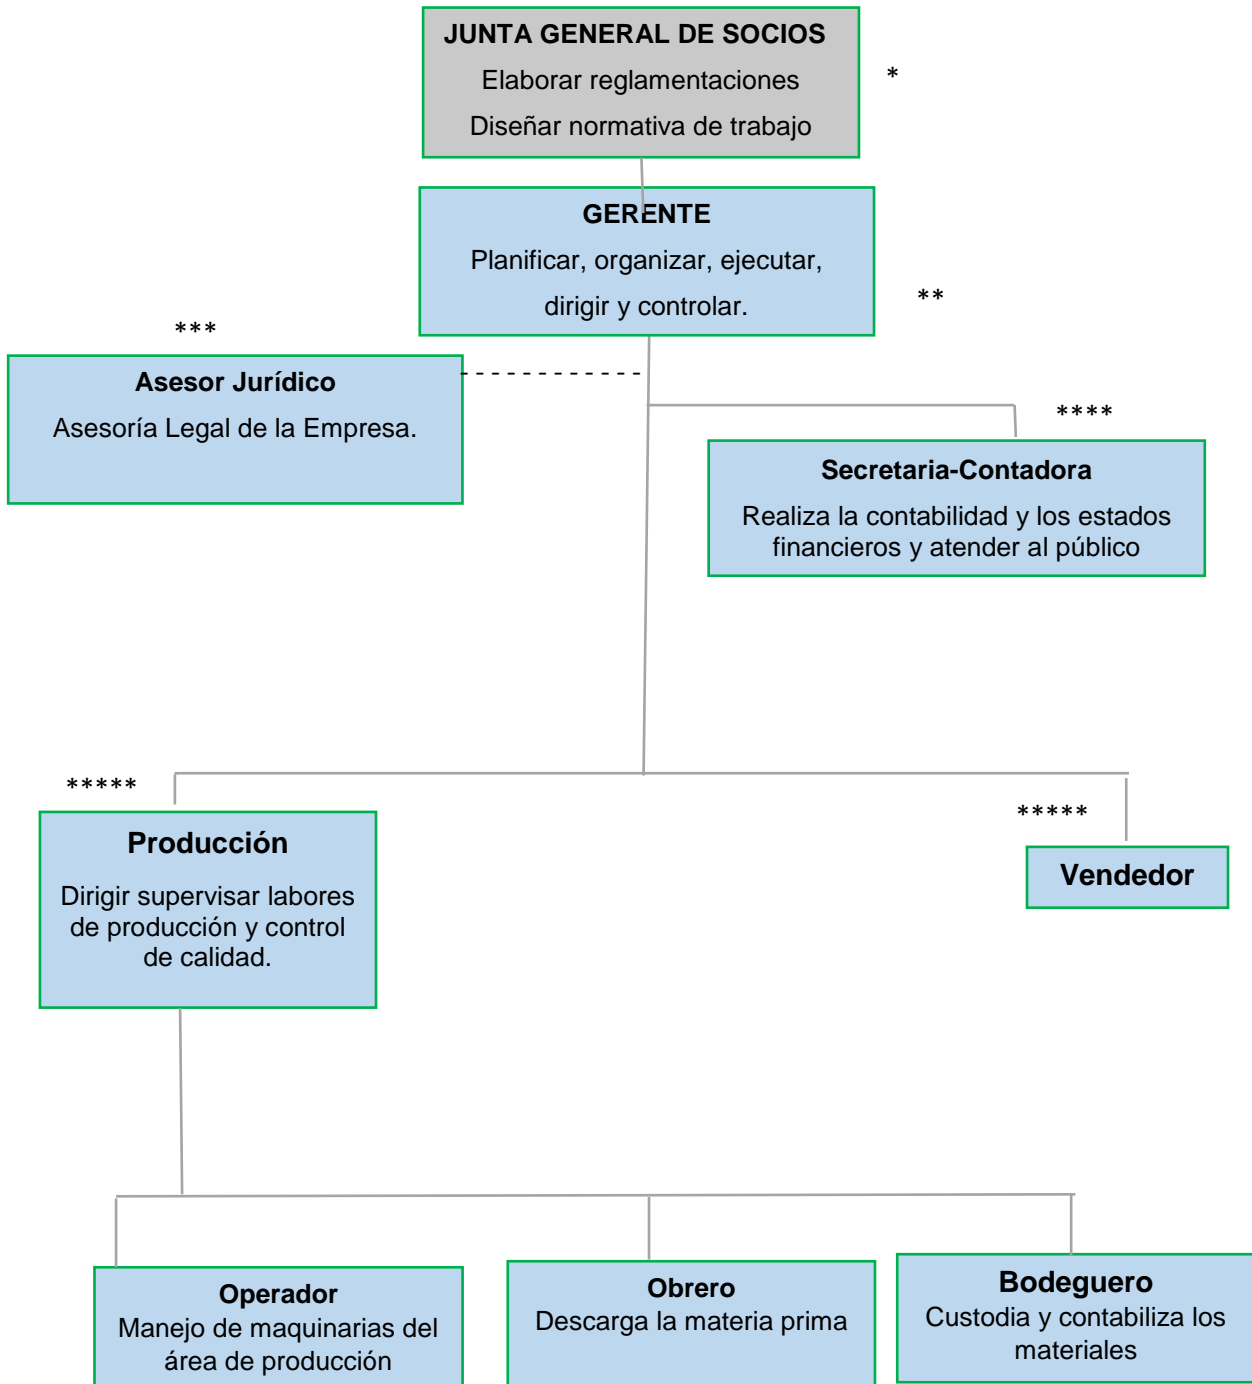 JUNTA GENERAL DE SOCIOS
Elaborar reglamentaciones
Diseñar normativa de trabajo
*
GERENTE
Planificar, organizar, ejecutar,
dirigir y controlar.
**
***
Asesor Jurídico
Asesoría Legal de la Empresa.
****
Secretaria-Contadora
Realiza la contabilidad y los estados
financieros y atender al público
*****
Producción
Dirigir supervisar labores
de producción y control
de calidad.
*****
Vendedor
Operador
Manejo de maquinarias del
área de producción
Obrero
Descarga la materia prima
Bodeguero
Custodia y contabiliza los
materiales